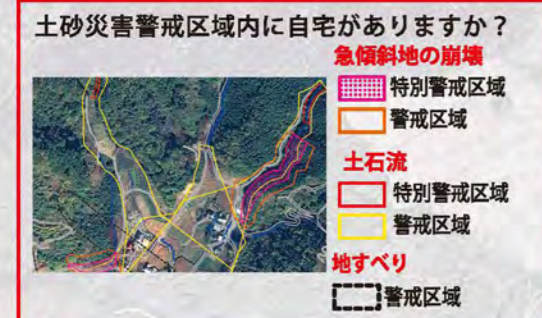 土砂災害警戒区域内に自宅がありますか？
急傾斜地の崩壊
特別警戒区域
警戒区域
土石流
特別警戒区域
警戒区域
地すべり
警戒区域